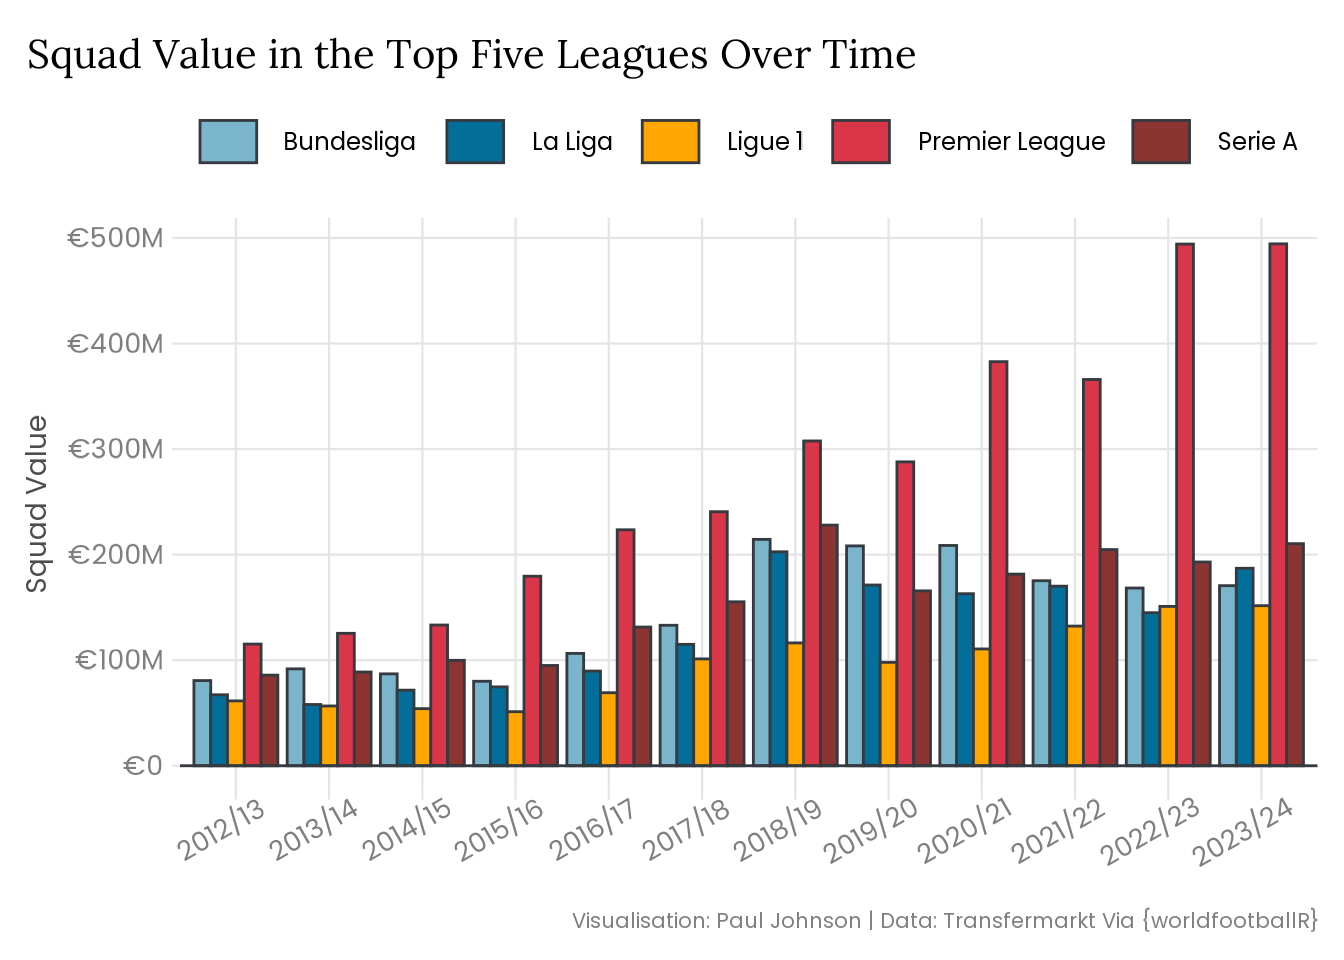 Squad Value in the Top Five Leagues Over Time
Bundesliga La Liga Ligue 1 Premier League Serie A
Squad Value
€500M
€400M
€300M
€200M
€100M
€0
2012/13 2013/14 2014/15 2015/16 2016/17 2017/18 2018/19 2019/20 2020/21 2021/22 2022/23 2023/24
Visualisation: Paul Johnson | Data: Transfermarkt Via {worldfootballR}